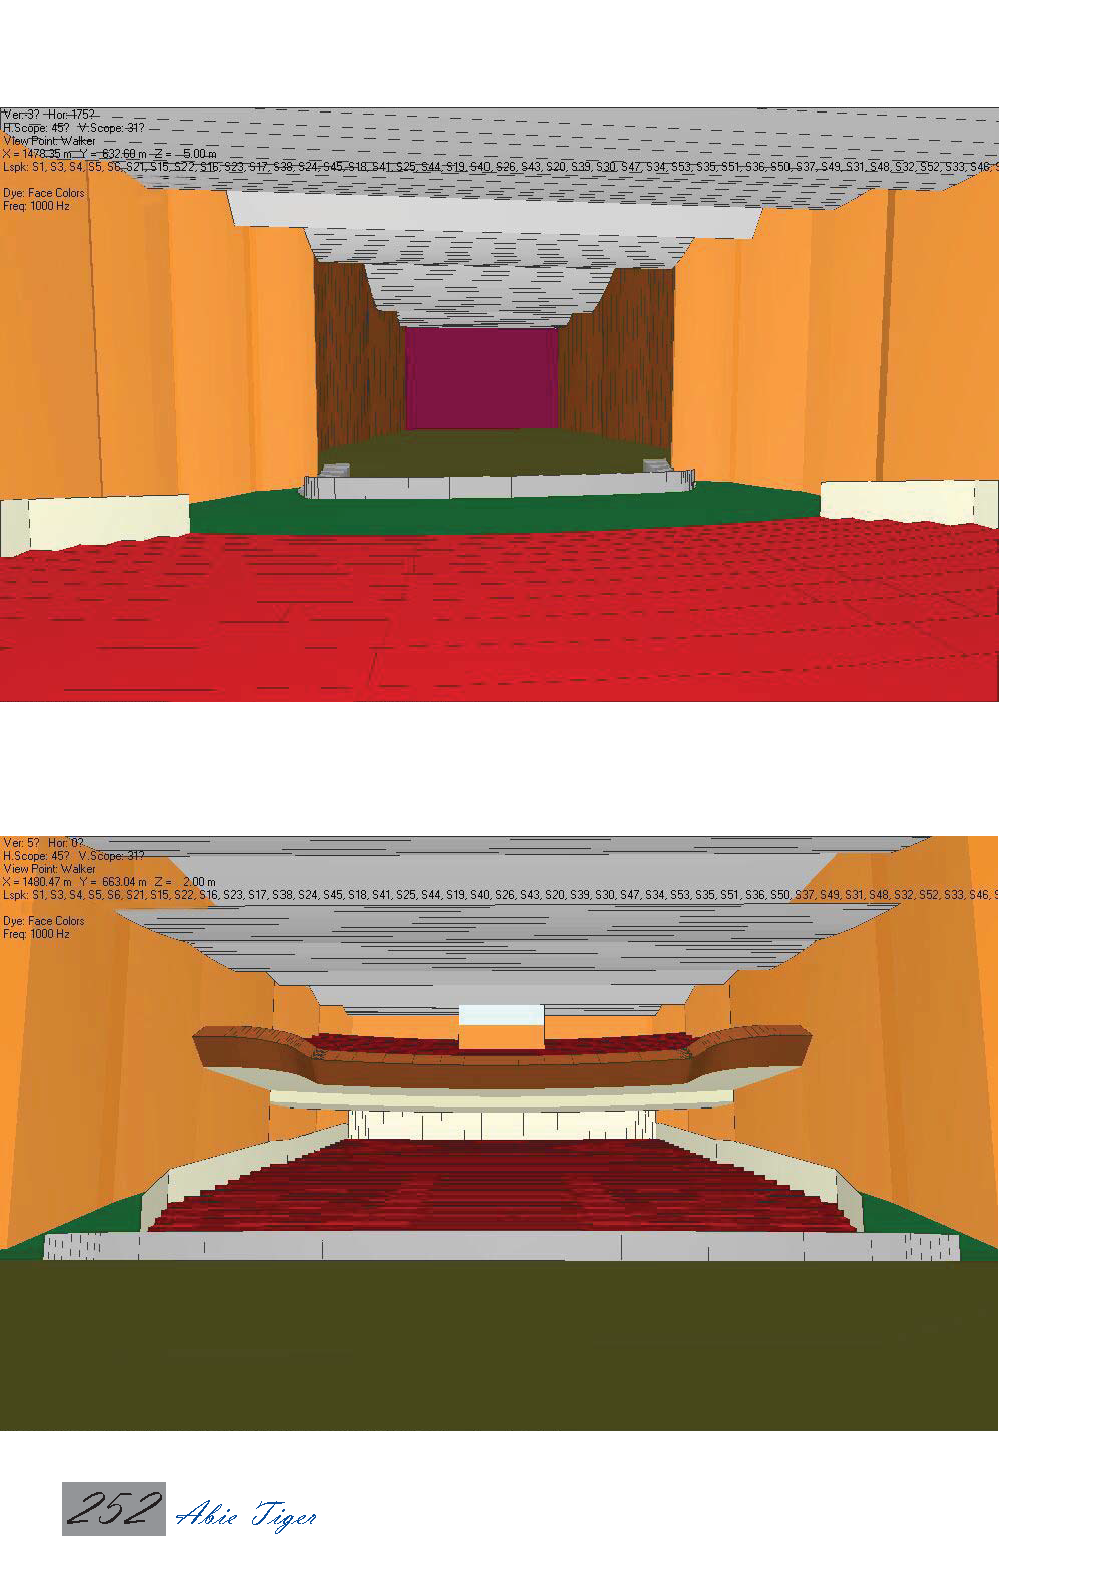 Ver:-3? Hor: 175?
H.Scope: 45? V.Scope: 31?
View Point: Walker
X = 1478.35 m Y = 632.60 m Z = 5.00 m
Lspk: S1, S3, S4, S5, S6, S21, S15, S22, S16, S23, S17, S38, S24, S45, S18, S41, S25, S44, S19, S40, S26, S43, S20, S39, S30, S47, S34, S53, S35, S51, S36, S50, S37, S49, S31, S48, S32, S52, S33, S46, S
Dye: Face Colors
Freq: 1000 Hz
Ver: 5? Hor: 0?
H.Scope: 45? V.Scope: 31?
View Point: Walker
X = 1480.47 m Y = 663.04 m Z = 2.00 m
Lspk: S1, S3, S4, S5, S6, S21, S15, S22, S16, S23, S17, S38, S24, S45, S18, S41, S25, S44, S19, S40, S26, S43, S20, S39, S30, S47, S34, S53, S35, S51, S36, S50, S37, S49, S31, S48, S32, S52, S33, S46, S
Dye: Face Colors
Freq: 1000 Hz
252 Abie Tiger